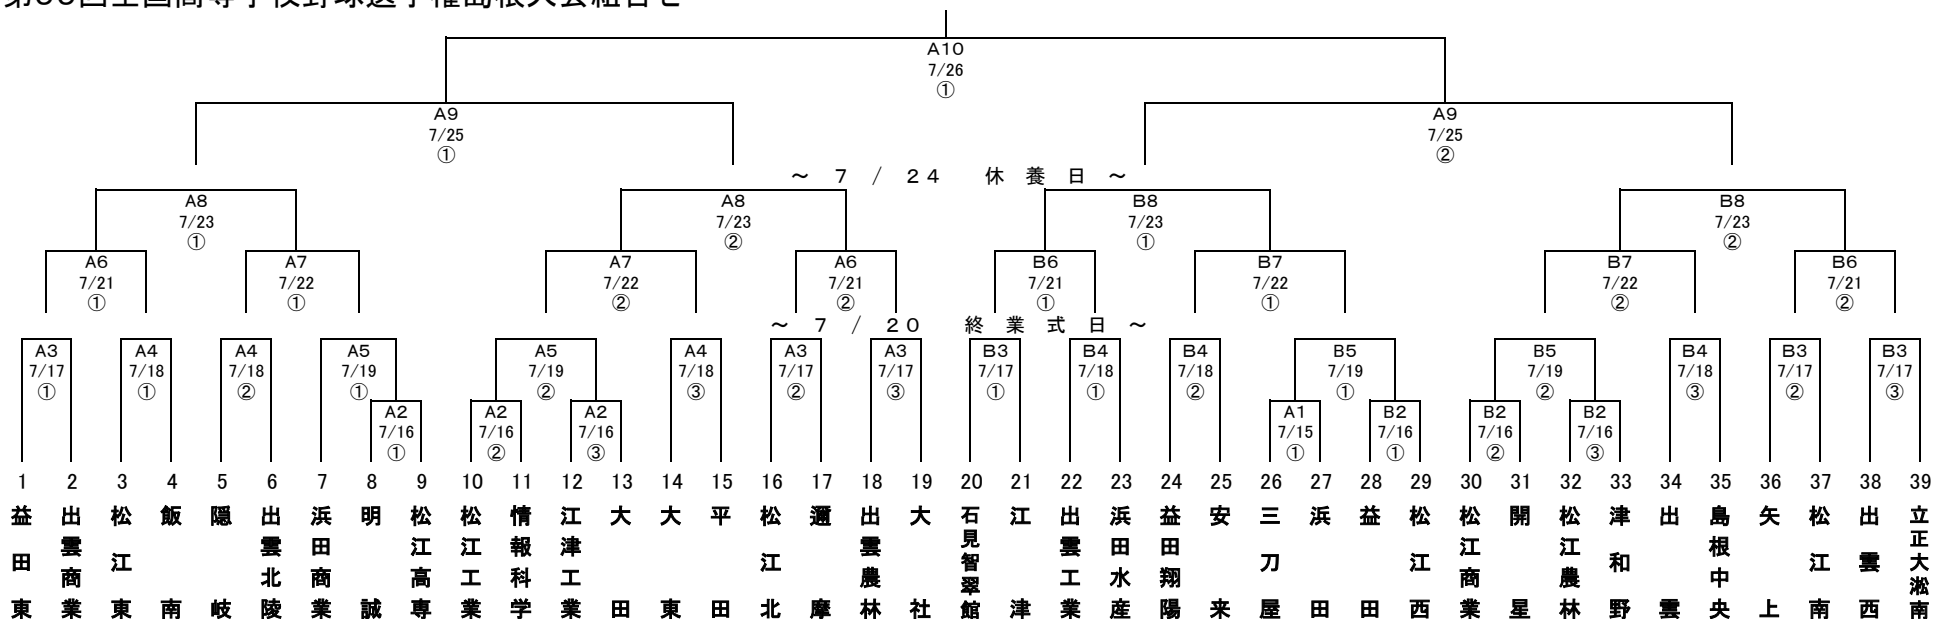 A10
7/26
①
A9 A9
7/25 7/25
① ②
～ 7 / 24 休養日 ～
A8 A8 B8 B8
7/23 7/23 7/23 7/23
① ② ① ②
A6 A7 A7 A6 B6 B7 B7 B6
7/21 7/22 7/22 7/21 7/21 7/22 7/22 7/21
① ① ② ② ① ① ② ②
～ 7 / 20 終業式日 ～
A3 A4 A4 A5 A5 A4 A3 A3 B3 B4 B4 B5 B5 B4 B3 B3
7/17 7/18 7/18 7/19 7/19 7/18 7/17 7/17 7/17 7/18 7/18 7/19 7/19 7/18 7/17 7/17
① ① ② ① ② ③ ② ③ ① ① ② ① ② ③ ② ③
A2 A2 A2 A1 B2 B2 B2
7/16 7/16 7/16 7/15 7/16 7/16 7/16
① ② ③ ① ① ② ③
1 2 3 4 5 6 7 8 9 10 11 12 13 14 15 16 17 18 19 20 21 22 23 24 25 26 27 28 29 30 31 32 33 34 35 36 37 38 39
益田東
出雲商業
松江東
飯南
隠岐
出雲北陵
浜田商業
明誠
松江高専
松江工業
情報科学
江津工業
大田
大東
平田
松江北
邇摩
出雲農林
大社
石見智翠館
江津
出雲工業
浜田水産
益田翔陽
安来
三刀屋
浜田
益田
松江西
松江商業
開星
松江農林
津和野
出雲
島根中央
矢上
松江南
出雲西
立正大淞南